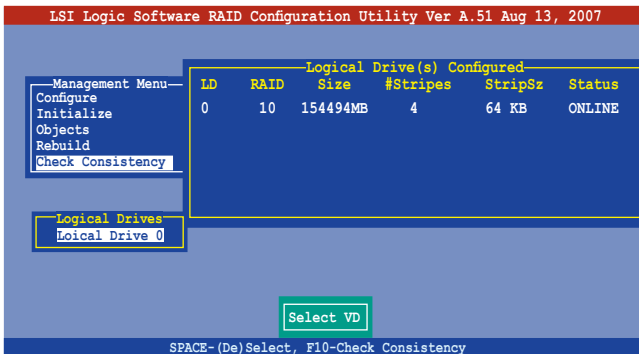 LSI Logic Software RAID Configuration Utility Ver A.51 Aug 13, 2007
Logical Drive(s) Configured
LD RAID Size #Stripes StripSz Status
0 10 154494MB 4 64 KB ONLINE
Management Menu
Configure
Initialize
Objects
Rebuild
Check Consistency
Logical Drives
Loical Drive 0
Select VD
SPACE-(De)Select, F10-Check Consistency